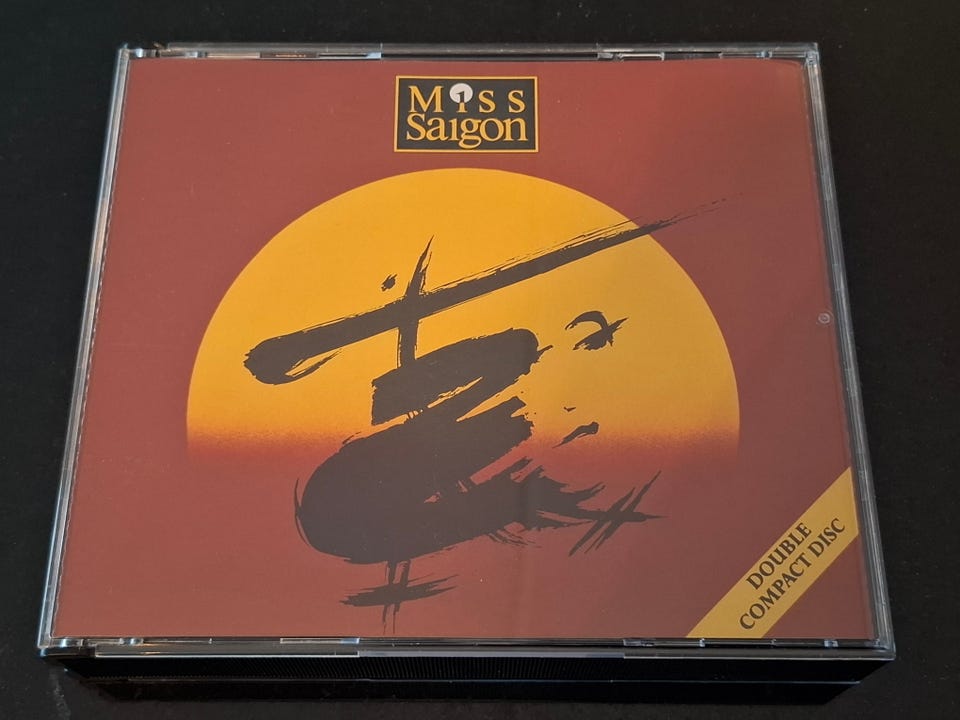 Miss
Saigon
DOUBLE
COMPACT DISC